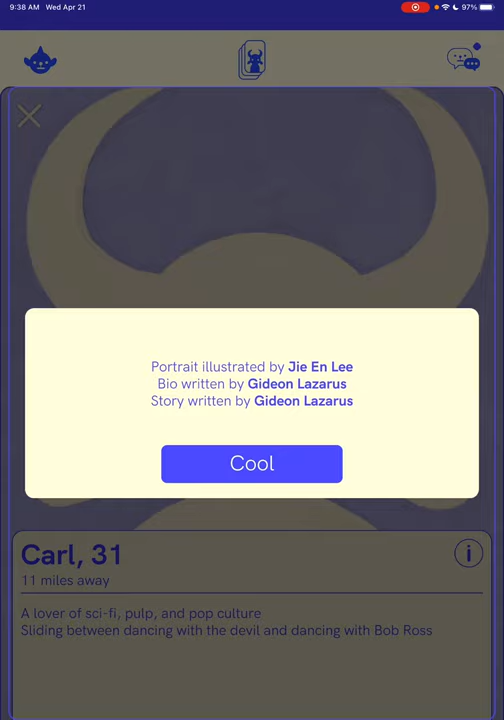 9:38 AM Wed Apr 21
97%
Portrait illustrated by Jie En Lee
Bio written by Gideon Lazarus
Story written by Gideon Lazarus
Cool
Carl, 31
i
11 miles away
A lover of sci-fi, pulp, and pop culture
Sliding between dancing with the devil and dancing with Bob Ross